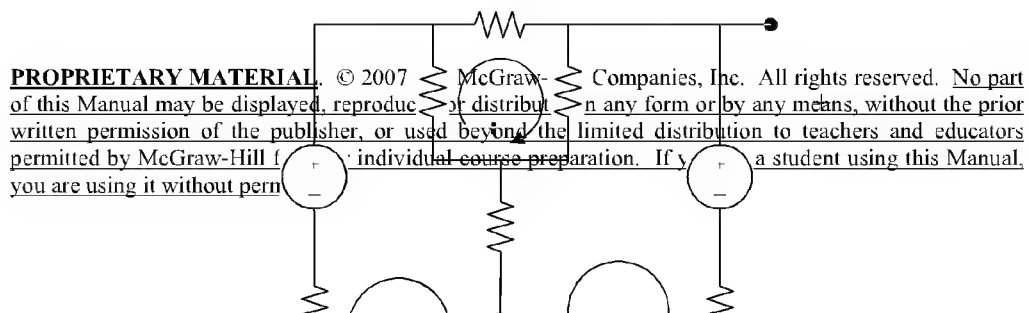 PROPRIETARY MATERIAL. © 2007 McGraw- Companies, Inc. All rights reserved. No part
of this Manual may be displayed, reproduc or distribut n any form or by any means, without the prior
written permission of the publisher, or used beyond the limited distribution to teachers and educators
permitted by McGraw-Hill f individual course preparation. If y a student using this Manual,
you are using it without perm
+
+
−
−